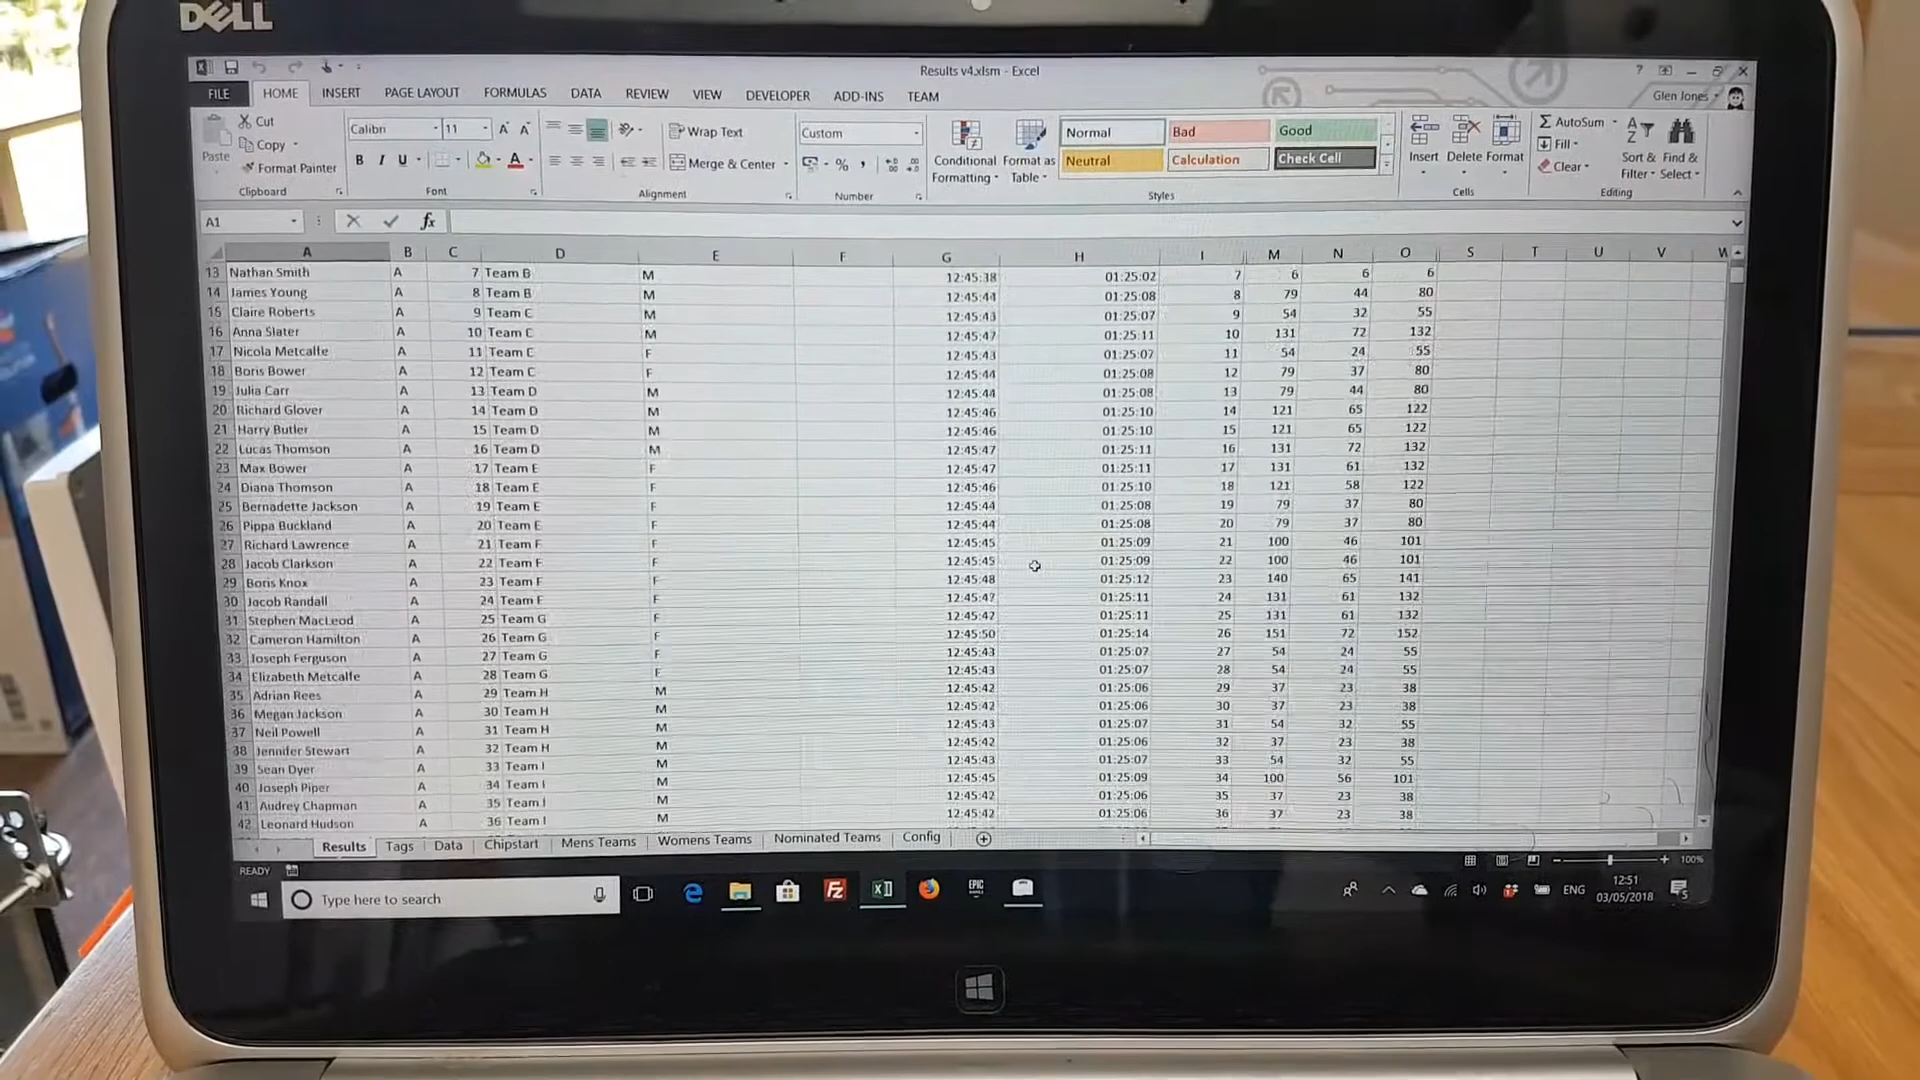 DELL
Results v4.xlsm - Excel
FILE HOME INSERT PAGE LAYOUT FORMULAS DATA REVIEW VIEW DEVELOPER ADD-INS TEAM
Glen Jones
Paste
Cut
Copy
Format Painter
Clipboard
Calibri 11
B I U
Font
Wrap Text
Merge & Center
Alignment
Custom
Number
Conditional Formatting
Format as Table
Normal Bad Good
Neutral Calculation Check Cell
Styles
Insert Delete Format
Cells
AutoSum
Fill
Clear
Sort & Filter
Find & Select
Editing
A1 fx
A B C D E F G H I M N O S T U V W
13 Nathan Smith A 7 Team B M 12:45:38 01:25:02 7 6 6 6
14 James Young A 8 Team B M 12:45:44 01:25:08 8 79 44 80
15 Claire Roberts A 9 Team C M 12:45:43 01:25:07 9 54 32 55
16 Anna Slater A 10 Team C M 12:45:47 01:25:11 10 131 72 132
17 Nicola Metcalfe A 11 Team C F 12:45:43 01:25:07 11 54 24 55
18 Boris Bower A 12 Team C F 12:45:44 01:25:08 12 79 37 80
19 Julia Carr A 13 Team D M 12:45:44 01:25:08 13 79 44 80
20 Richard Glover A 14 Team D M 12:45:46 01:25:10 14 121 65 122
21 Harry Butler A 15 Team D M 12:45:46 01:25:10 15 121 65 122
22 Lucas Thomson A 16 Team D M 12:45:47 01:25:11 16 131 72 132
23 Max Bower A 17 Team E F 12:45:47 01:25:11 17 131 61 132
24 Diana Thomson A 18 Team E F 12:45:46 01:25:10 18 121 58 122
25 Bernadette Jackson A 19 Team E F 12:45:44 01:25:08 19 79 37 80
26 Pippa Buckland A 20 Team E F 12:45:44 01:25:08 20 79 37 80
27 Richard Lawrence A 21 Team F F 12:45:45 01:25:09 21 100 46 101
28 Jacob Clarkson A 22 Team F F 12:45:45 01:25:09 22 100 46 101
29 Boris Knox A 23 Team F F 12:45:48 01:25:12 23 140 65 141
30 Jacob Randall A 24 Team F F 12:45:47 01:25:11 24 131 61 132
31 Stephen MacLeod A 25 Team G F 12:45:47 01:25:11 25 131 61 132
32 Cameron Hamilton A 26 Team G F 12:45:50 01:25:14 26 151 72 152
33 Joseph Ferguson A 27 Team G F 12:45:43 01:25:07 27 54 24 55
34 Elizabeth Metcalfe A 28 Team G F 12:45:43 01:25:07 28 54 24 55
35 Adrian Rees A 29 Team H M 12:45:42 01:25:06 29 37 23 38
36 Megan Jackson A 30 Team H M 12:45:42 01:25:06 30 37 23 38
37 Neil Powell A 31 Team H M 12:45:43 01:25:07 31 54 32 55
38 Jennifer Stewart A 32 Team H M 12:45:42 01:25:06 32 37 23 38
39 Sean Dyer A 33 Team I M 12:45:43 01:25:07 33 54 32 55
40 Joseph Piper A 34 Team I M 12:45:45 01:25:09 34 100 56 101
41 Audrey Chapman A 35 Team I M 12:45:42 01:25:06 35 37 23 38
42 Leonard Hudson A 36 Team I M 12:45:42 01:25:06 36 37 23 38
Results Tags Data Chipstart Mens Teams Womens Teams Nominated Teams Config
READY 100%
Type here to search
EPIC
ENG
12:51
03/05/2018